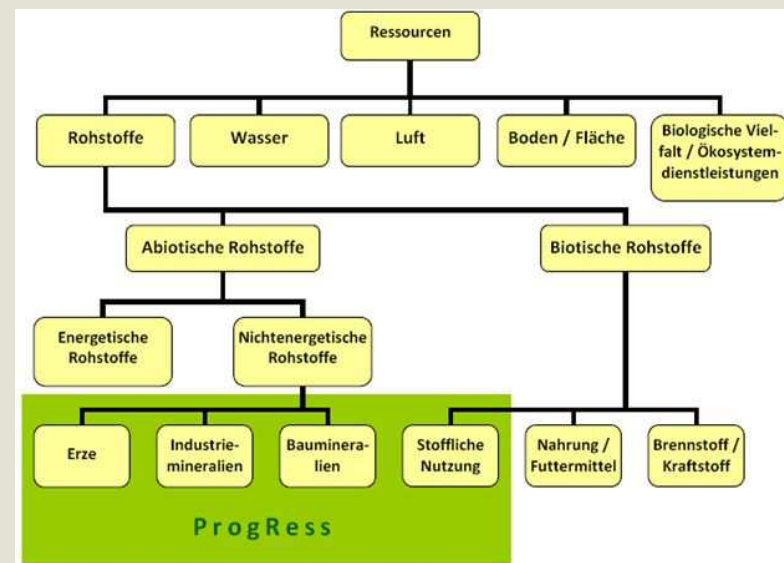 Ressourcen
Rohstoffe
Wasser
Luft
Boden / Fläche
Biologische Viel-
falt / Ökosystem-
dienstleistungen
Abiotische Rohstoffe
Biotische Rohstoffe
Energetische
Rohstoffe
Nichtenergetische
Rohstoffe
Erze
Industrie-
mineralien
Baumineral-
lien
Stoffliche
Nutzung
Nahrung /
Futtermittel
Brennstoff /
Kraftstoff
ProgRess